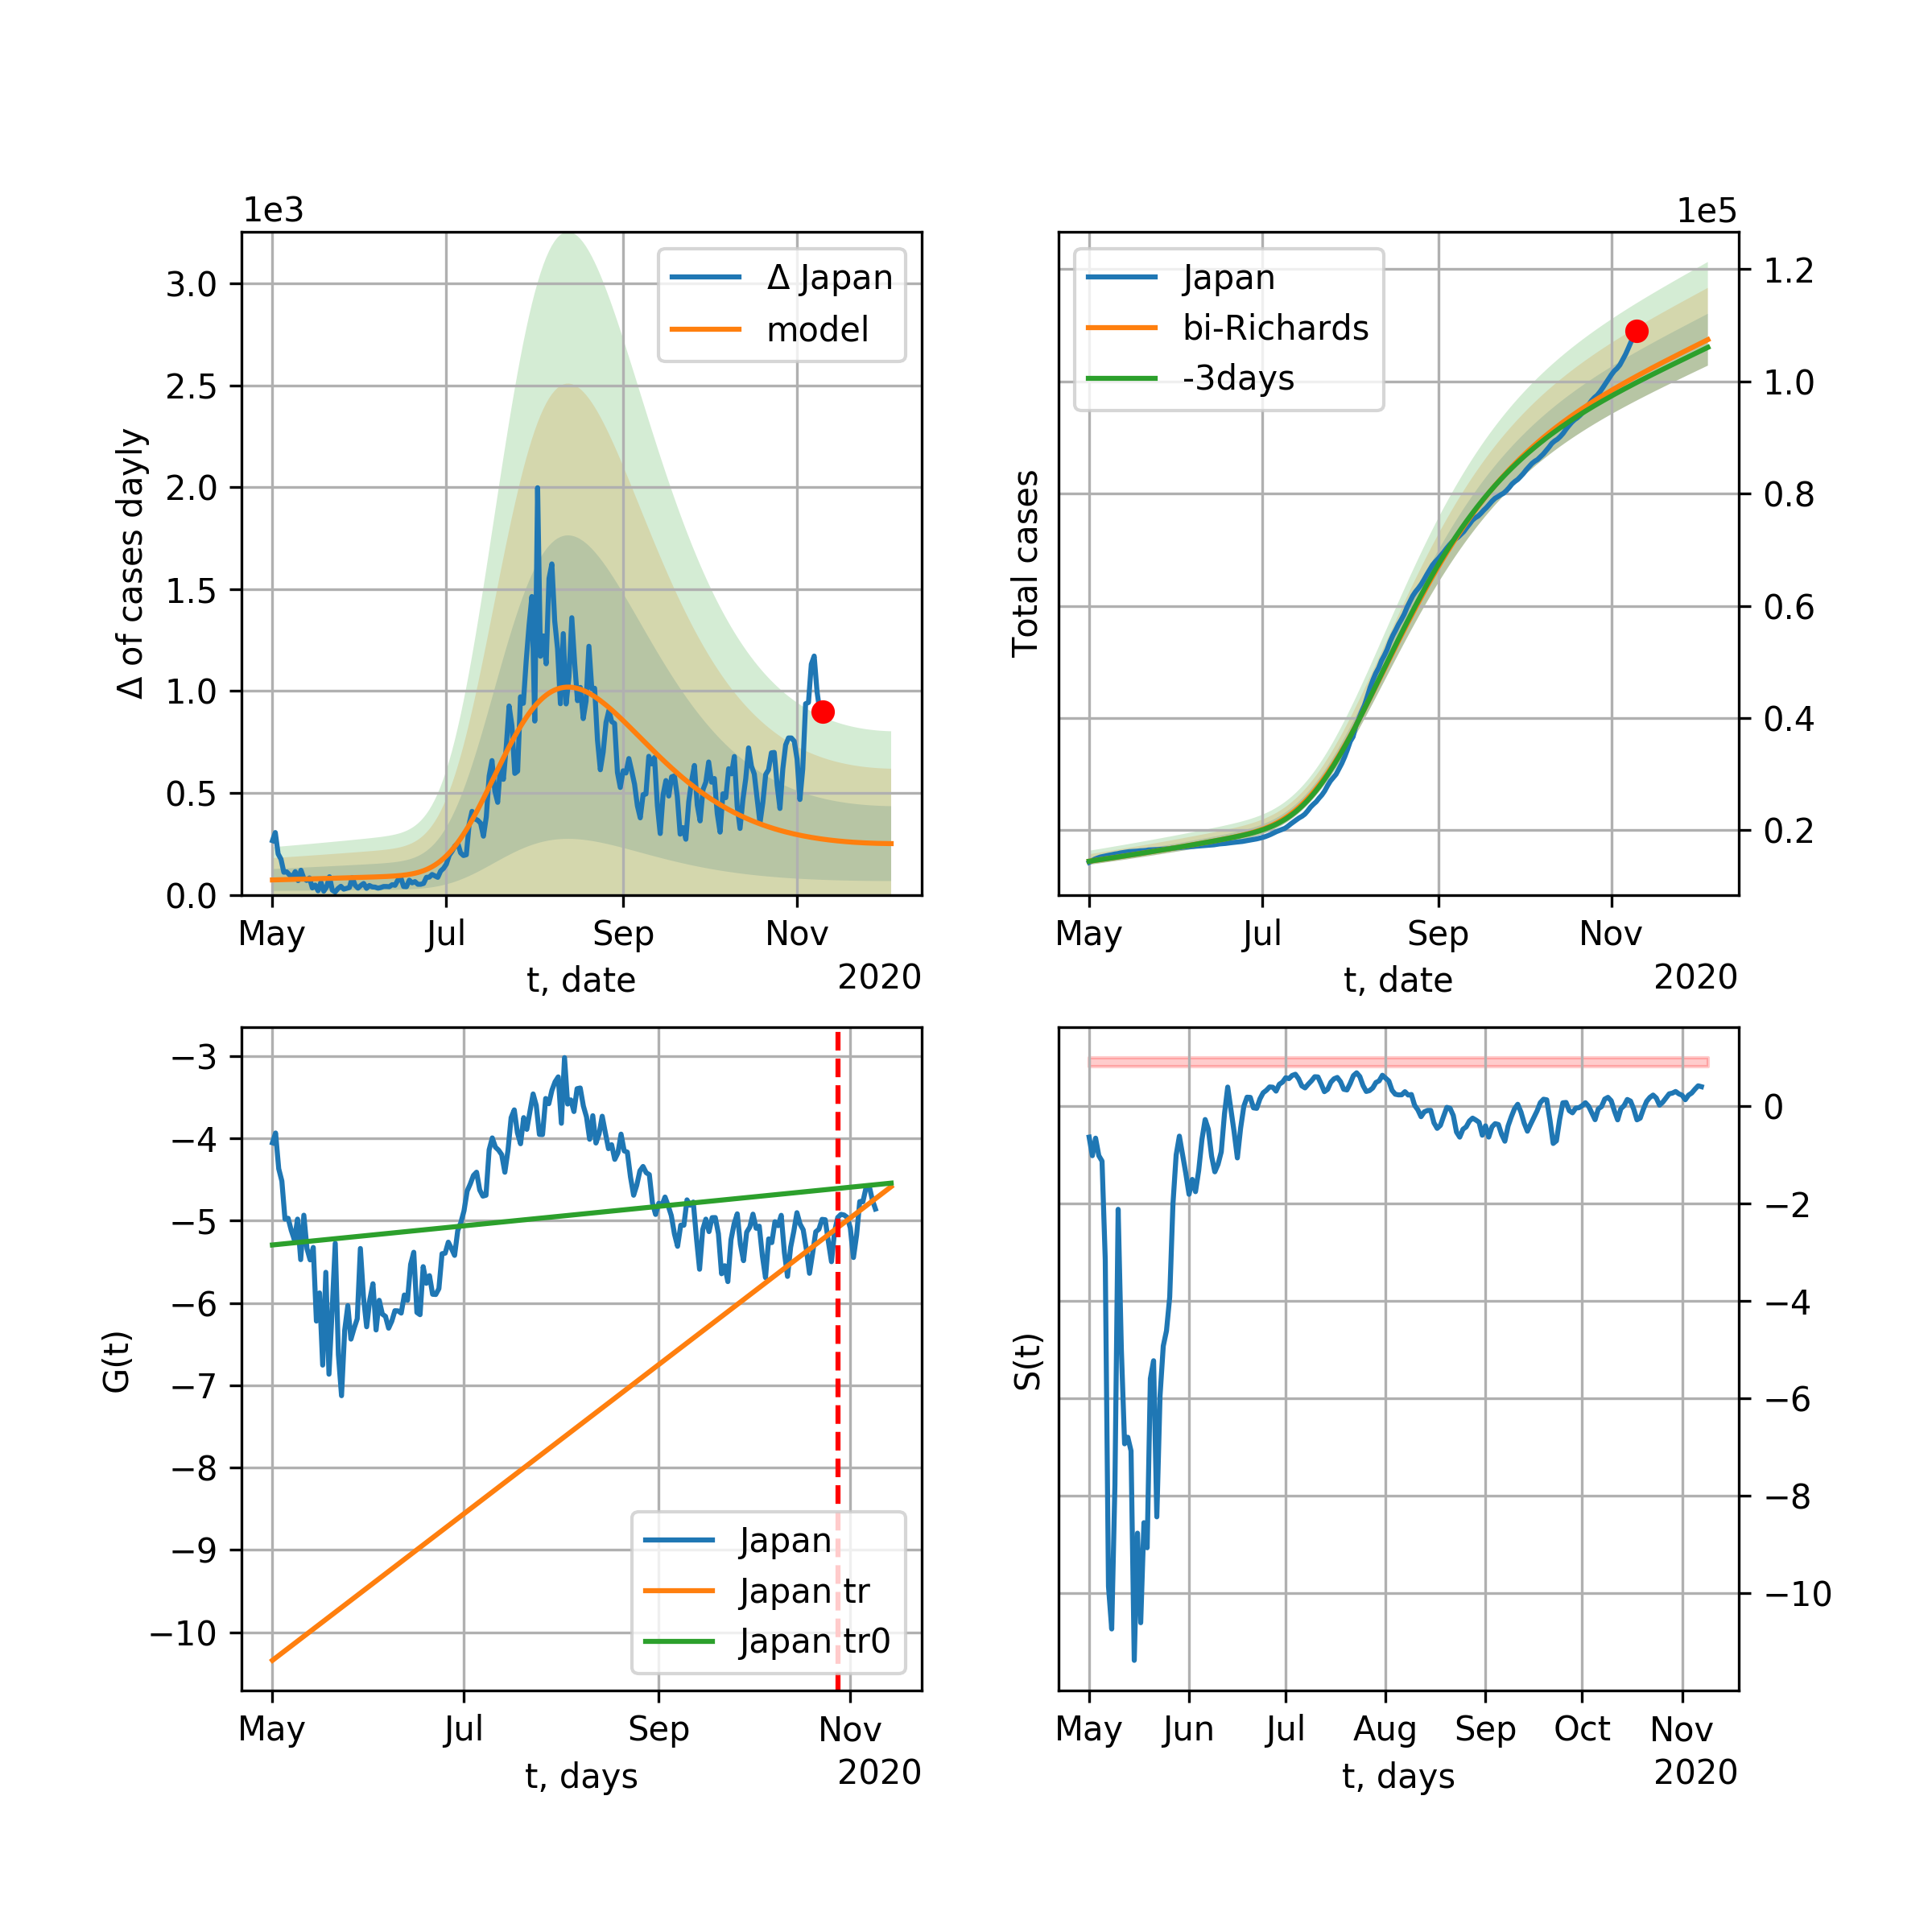 1e3
3.0
2.5
2.0
1.5
1.0
0.5
0.0
Δ of cases dayly
Δ Japan
model
May Jul Sep Nov
t, date
2020
1e5
1.2
1.0
0.8
0.6
0.4
0.2
Total cases
Japan
bi-Richards
-3days
May Jul Sep Nov
t, date
2020
−3
−4
−5
−6
−7
−8
−9
−10
G(t)
Japan
Japan tr
Japan tr0
May Jul Sep Nov
t, days
2020
0
−2
−4
−6
−8
−10
S(t)
May Jun Jul Aug Sep Oct Nov
t, days
2020